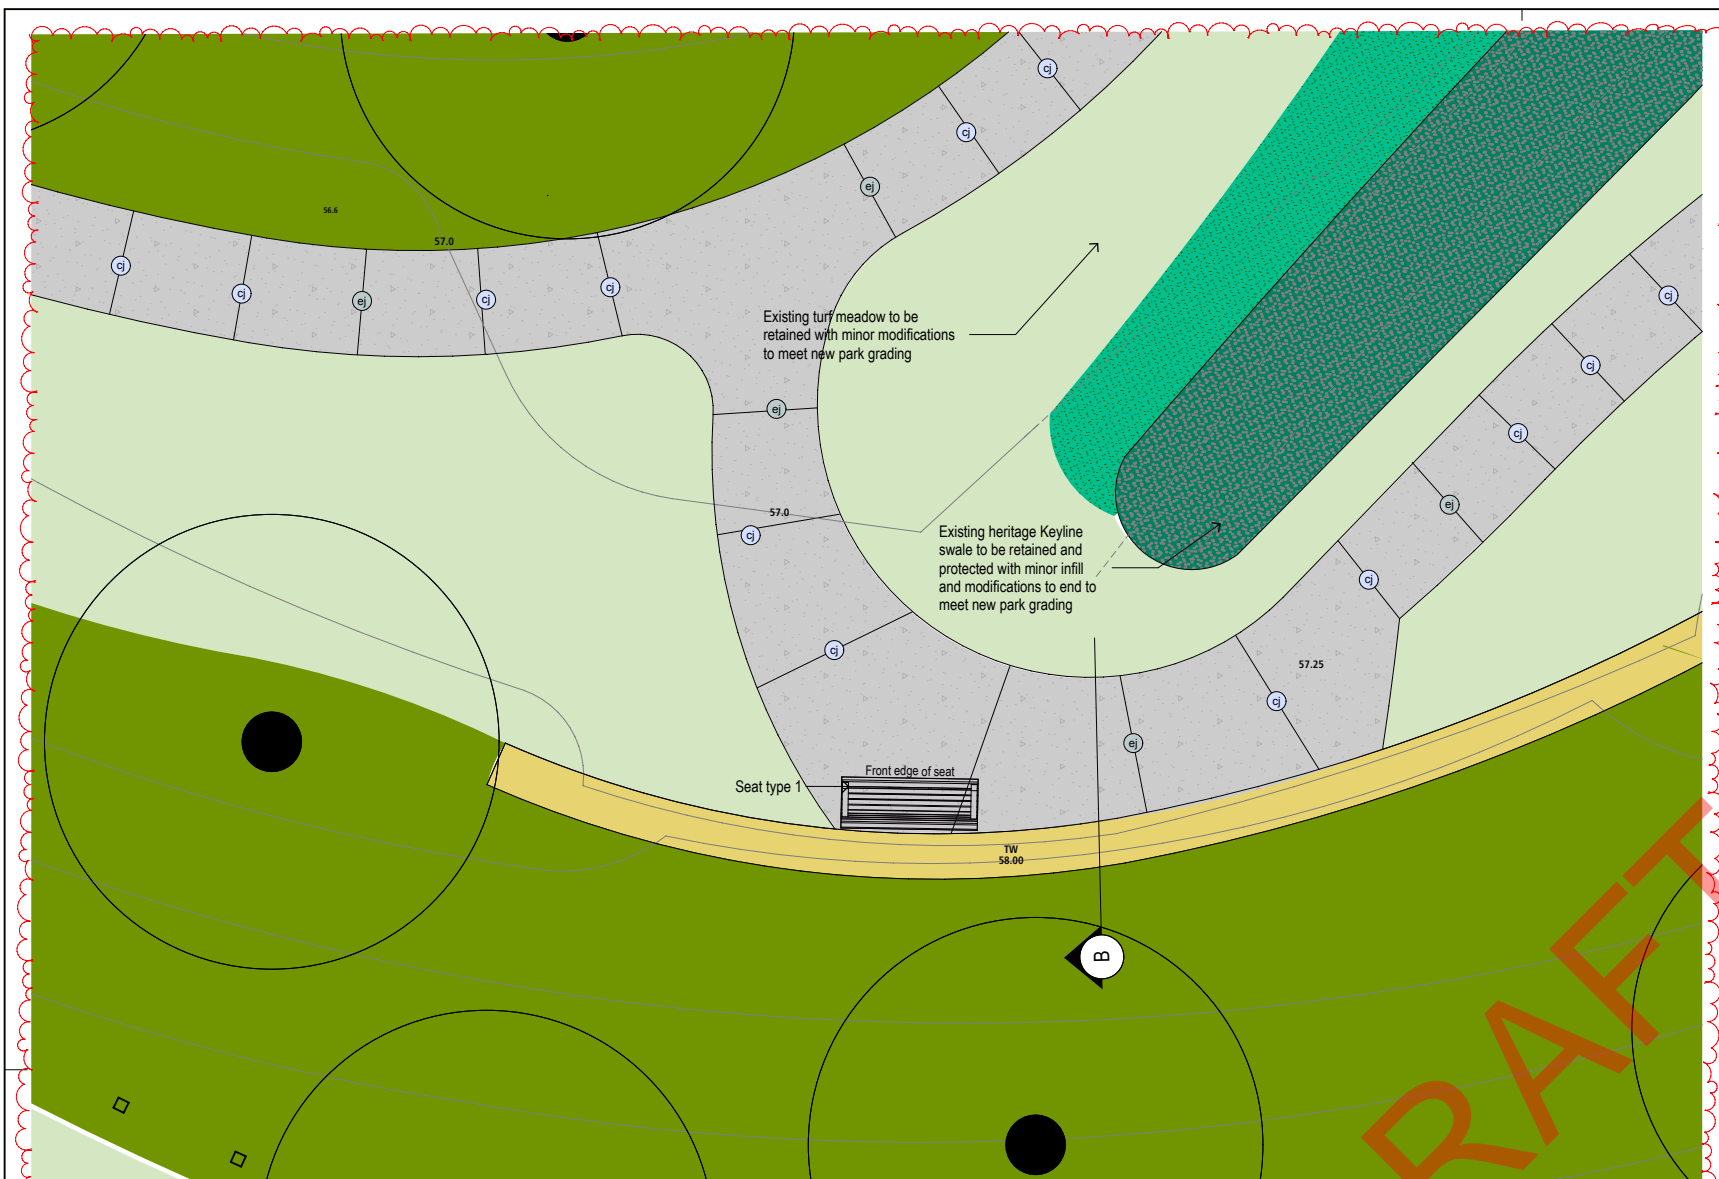 cj
cj
ej
56.6
57.0
cj
cj
ej
cj
cj
cj
Existing turf meadow to be
retained with minor modifications
to meet new park grading
cj
cj
ej
ej
57.0
cj
Existing heritage Keyline
swale to be retained and
protected with minor infill
and modifications to end to
meet new park grading
cj
cj
57.25
cj
ej
Front edge of seat
Seat type 1
TW
58.00
B
RAFT